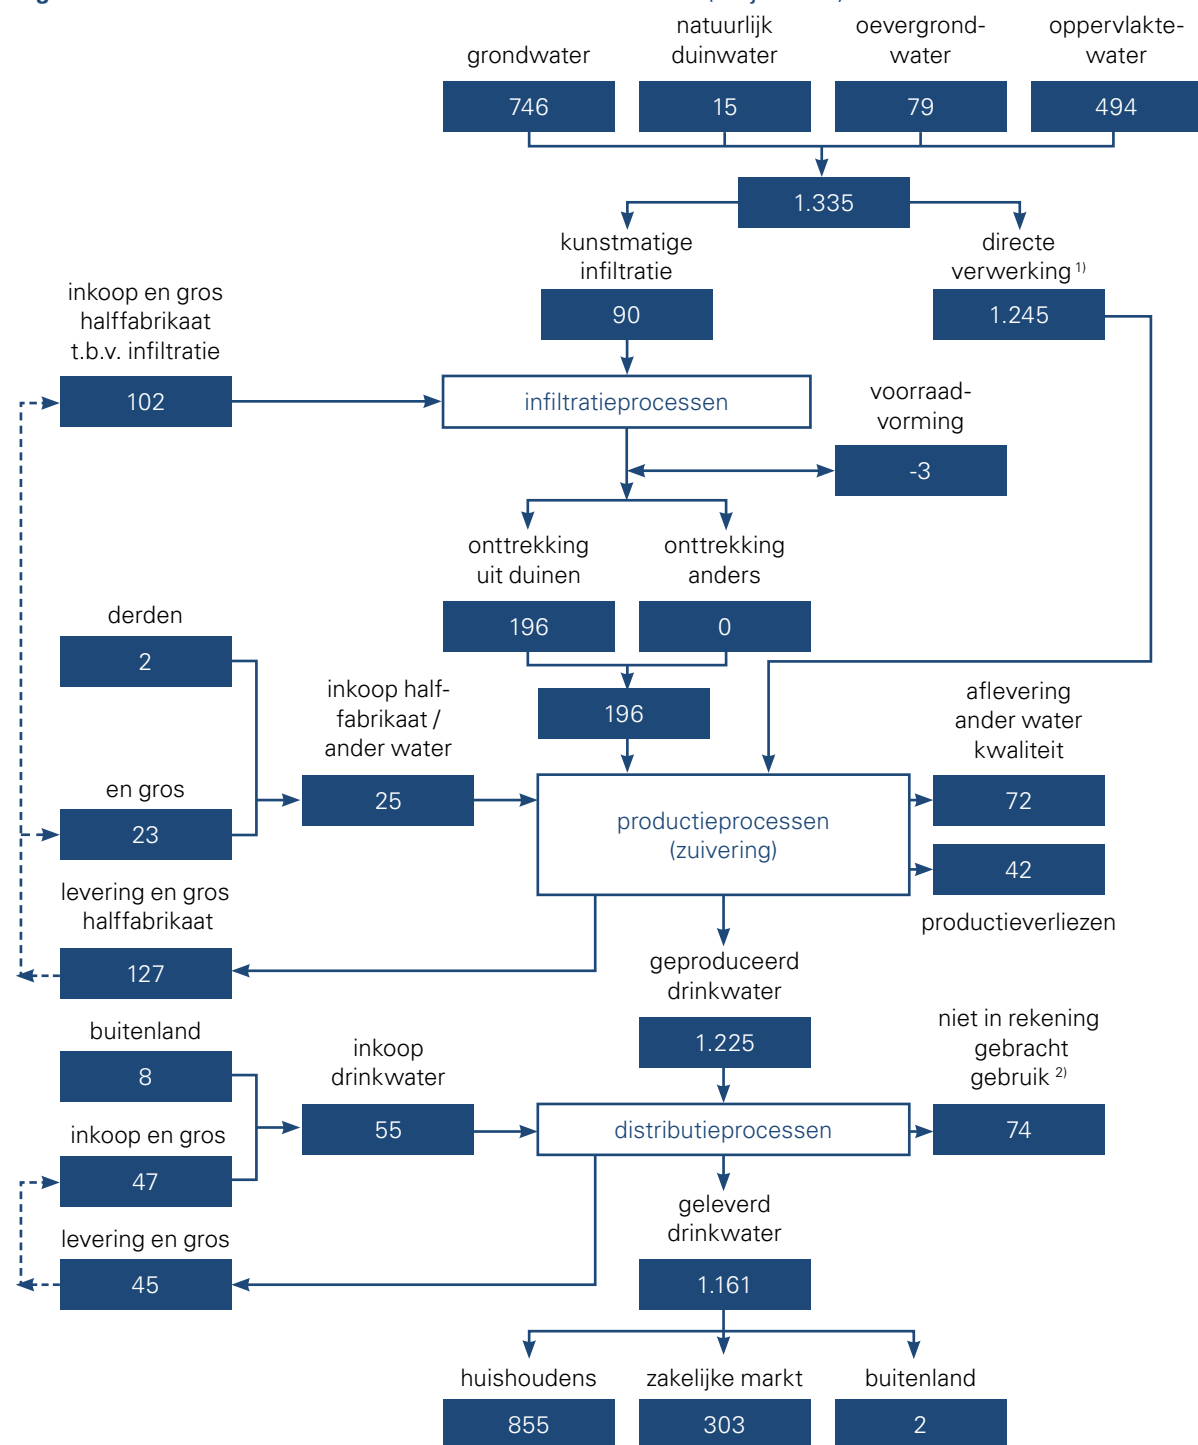 natuurlijk
oevergrond-
oppervlakte-
grondwater
duinwater
water
water
746
15
79
494
1.335
kunstmatige
infiltratie
directe
verwerking 1)
inkoop en gros
halffabrikaat
t.b.v. infiltratie
90
1.245
102
infiltratieprocessen
voorraad-
vorming
-3
onttrekking
uit duinen
onttrekking
anders
derden
196
0
2
inkoop half-
fabrikaat /
ander water
196
aflevering
ander water
kwaliteit
en gros
23
25
productieprocessen
(zuivering)
72
42
productieverliezen
levering en gros
halffabrikaat
127
geproduceerd
drinkwater
buitenland
8
inkoop
drinkwater
1.225
niet in rekening
gebracht
gebruik 2)
inkoop en gros
47
55
distributieprocessen
74
geleverd
drinkwater
levering en gros
45
1.161
huishoudens
zakelijke markt
buitenland
855
303
2